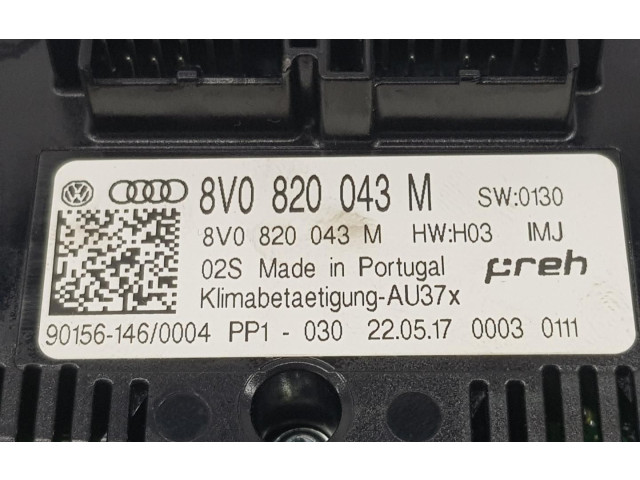 8V0 820 043 M SW:0130
8V0 820 043 M HW:H03 IMJ
02S Made in Portugal preh
Klimabetaetigung-AU37x
90156-146/0004 PP1 - 030 22.05.17 0003 0111